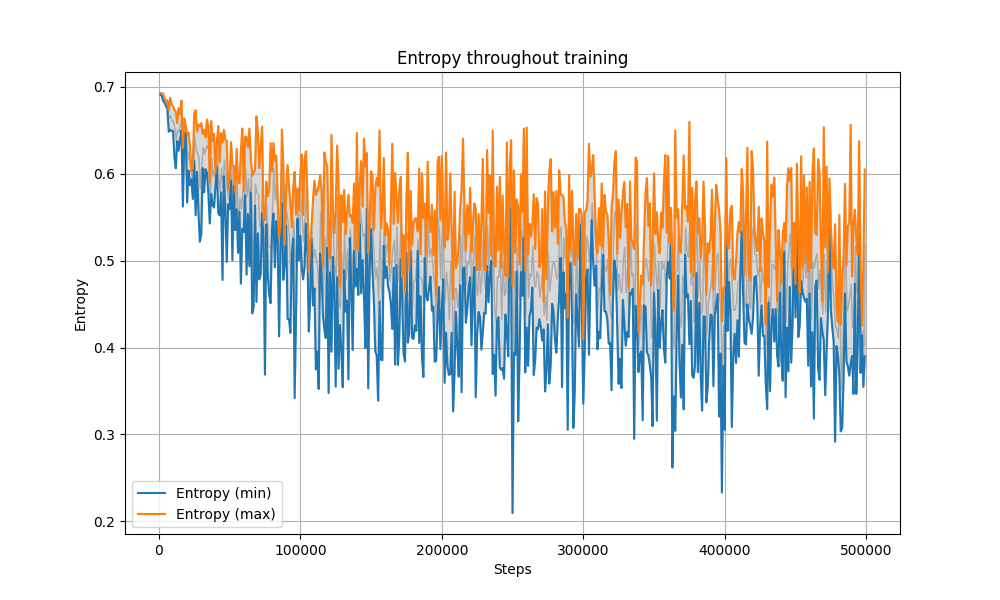 Entropy throughout training
Entropy
0.7
0.6
0.5
0.4
0.3
0.2
Entropy (min)
Entropy (max)
0
100000
200000
300000
400000
500000
Steps